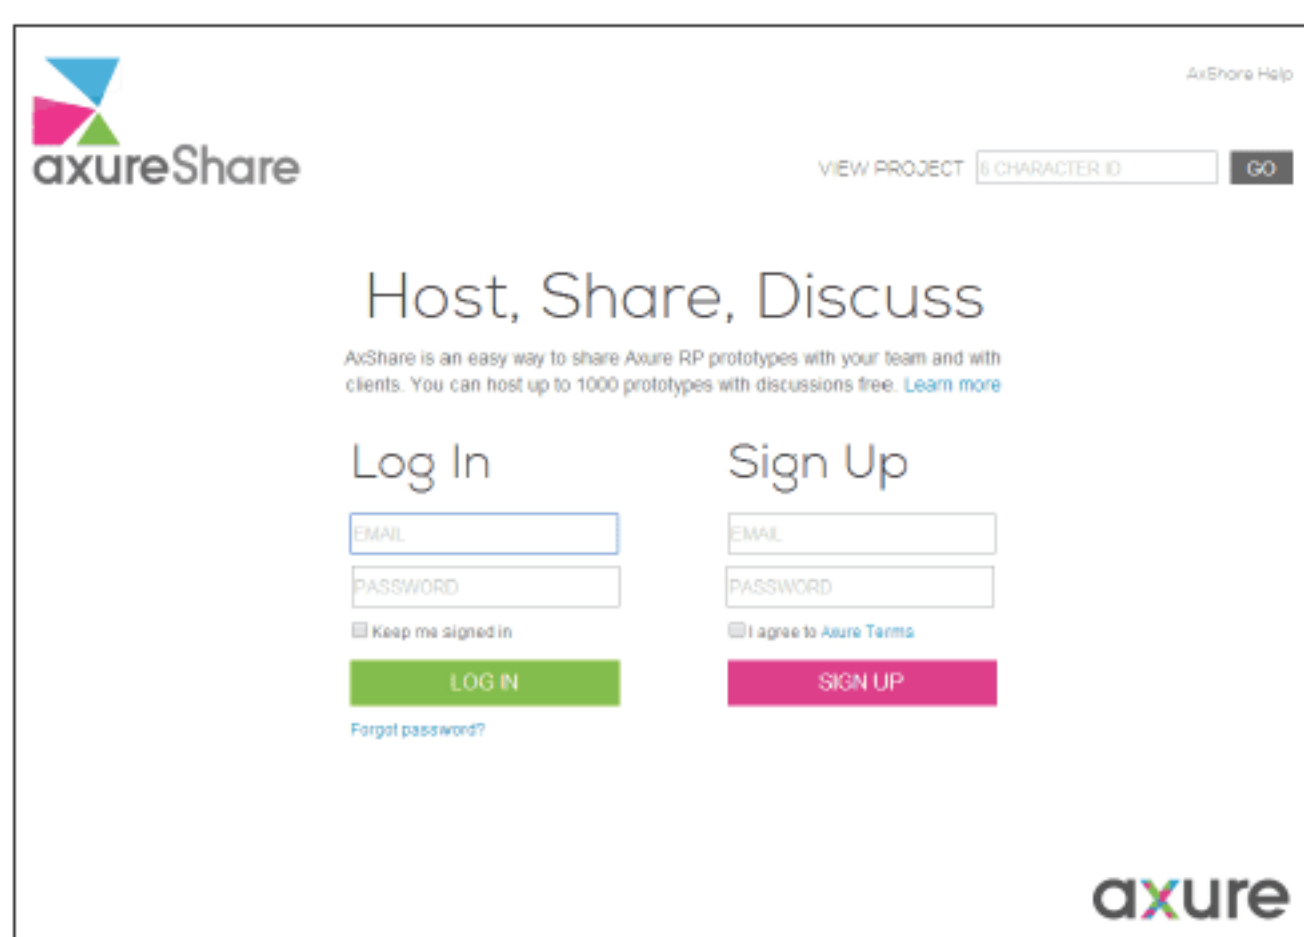 AxShare Help
axureShare
VIEW PROJECT 6 CHARACTER ID GO
Host, Share, Discuss
AxShare is an easy way to share Axure RP prototypes with your team and with
clients. You can host up to 1000 prototypes with discussions free. Learn more
Log In
EMAIL
PASSWORD
Keep me signed in
LOG IN
Forgot password?
Sign Up
EMAIL
PASSWORD
I agree to Axure Terms
SIGN UP
axure